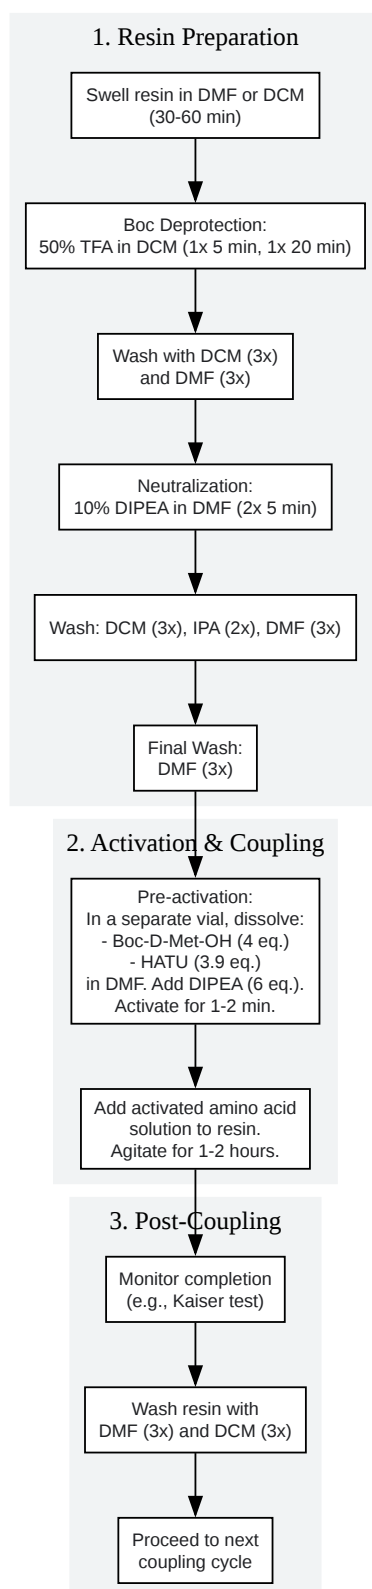 1. Resin Preparation
Swell resin in DMF or DCM
(30-60 min)
Boc Deprotection:
50% TFA in DCM (1x 5 min, 1x 20 min)
Wash with DCM (3x)
and DMF (3x)
Neutralization:
10% DIPEA in DMF (2x 5 min)
Wash: DCM (3x), IPA (2x), DMF (3x)
Final Wash:
DMF (3x)
2. Activation & Coupling
Pre-activation:
In a separate vial, dissolve:
- Boc-D-Met-OH (4 eq.)
- HATU (3.9 eq.)
in DMF. Add DIPEA (6 eq.).
Activate for 1-2 min.
Add activated amino acid
solution to resin.
Agitate for 1-2 hours.
3. Post-Coupling
Monitor completion
(e.g., Kaiser test)
Wash resin with
DMF (3x) and DCM (3x)
Proceed to next
coupling cycle